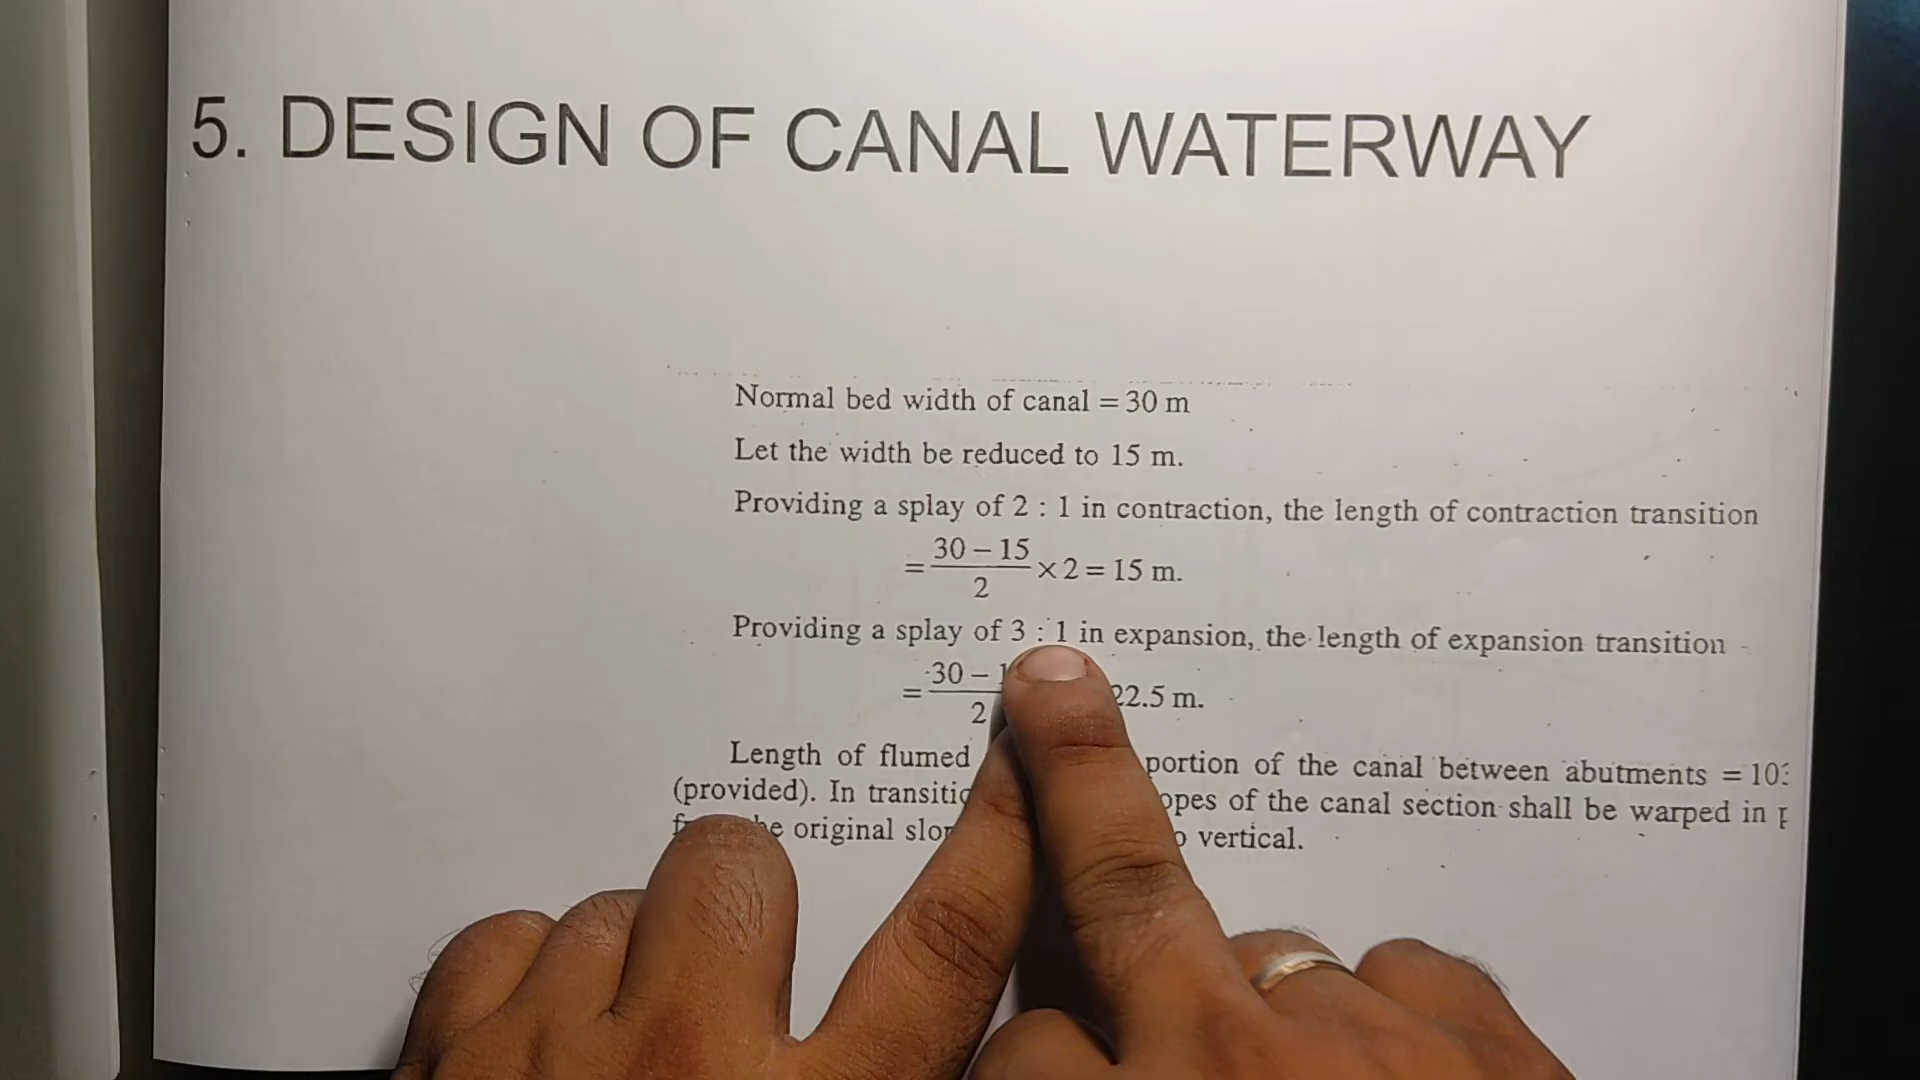 5. DESIGN OF CANAL WATERWAY
Normal bed width of canal = 30 m
Let the width be reduced to 15 m.
Providing a splay of 2 : 1 in contraction, the length of contraction transition
= (30 – 15)/2 × 2 = 15 m.
Providing a splay of 3 : 1 in expansion, the length of expansion transition
= 30 – / 2 22.5 m.
Length of flumed portion of the canal between abutments = 103
(provided). In of the canal section shall be warped in
original vertical.